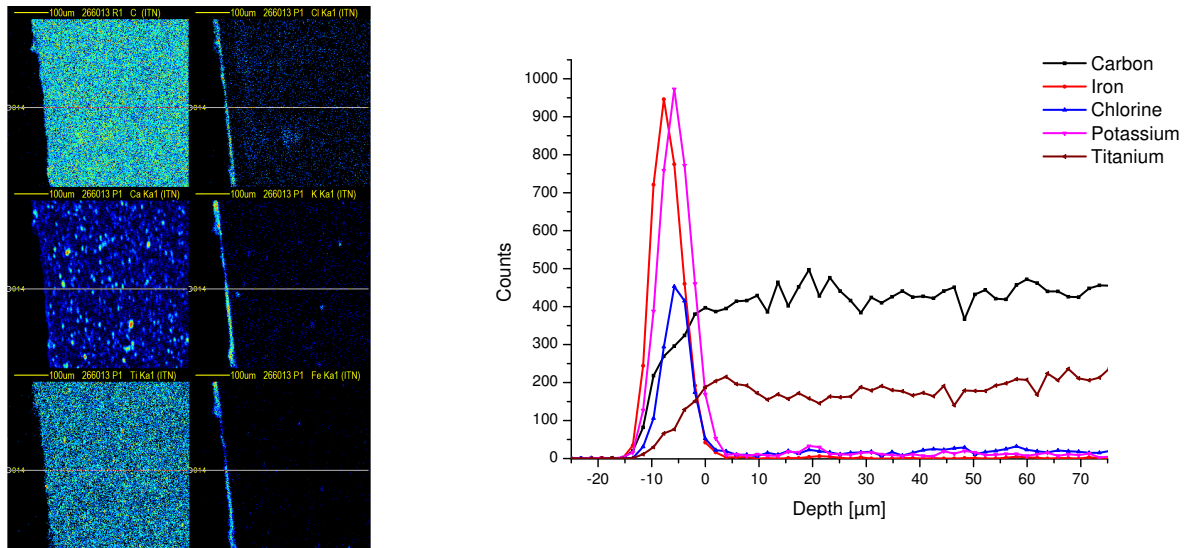 100um 266013 R1 C (ITN)
100um 266013 P1 Cl Ka1 (ITN)
100um 266013 P1 Ca Ka1 (ITN)
100um 266013 P1 K Ka1 (ITN)
100um 266013 P1 Ti Ka1 (ITN)
100um 266013 P1 Fe Ka1 (ITN)
Carbon
Iron
Chlorine
Potassium
Titanium
1000
900
800
700
600
500
400
300
200
100
0
Counts
-20 -10 0 10 20 30 40 50 60 70
Depth [µm]